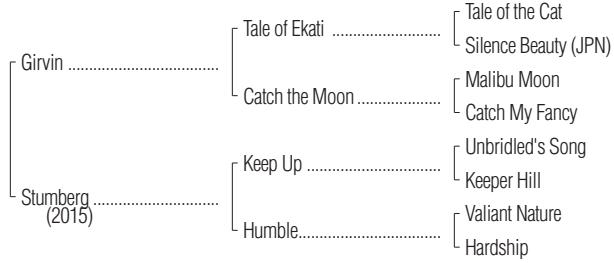 Tale of the Cat
Tale of Ekati ........................
Silence Beauty (JPN)
Girvin ..............................................
Malibu Moon
Catch the Moon .........................
Catch My Fancy
Unbridled's Song
Keep Up ........................................
Keeper Hill
Stumberg ......................................
(2015)
Valiant Nature
Humble...........................................
Hardship